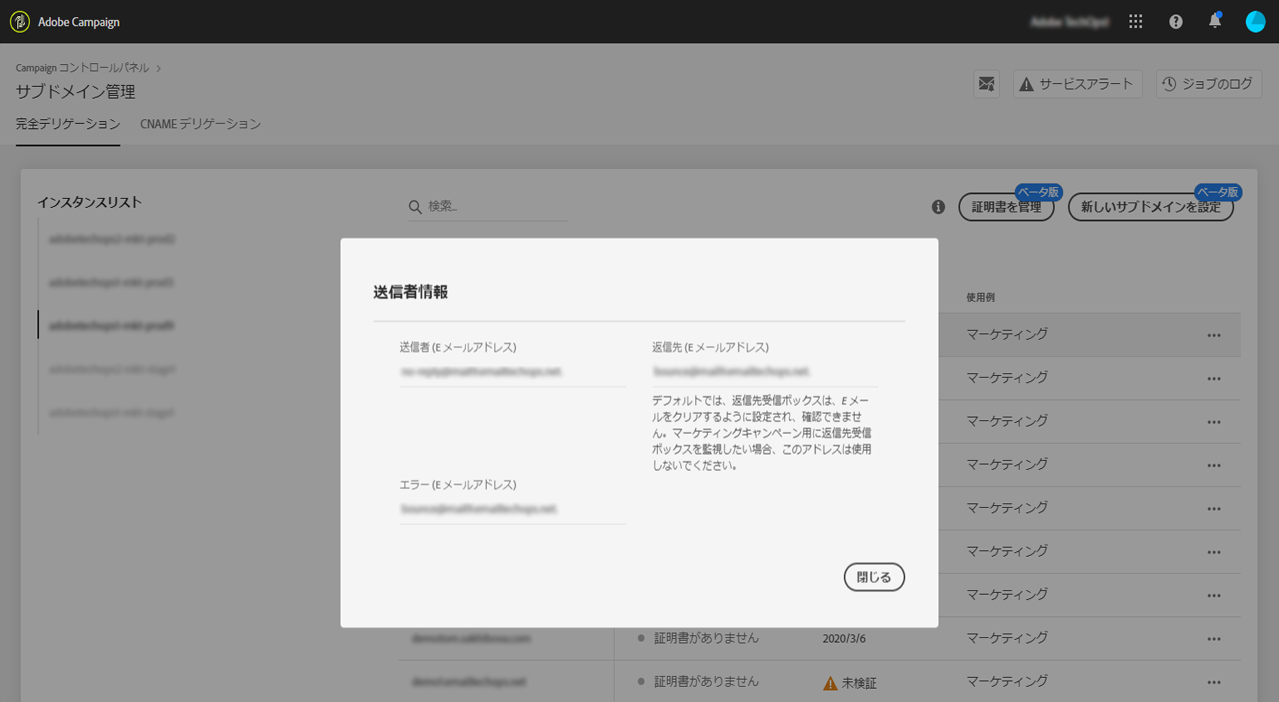 Adobe Campaign
Campaign コントロールパネル
サブドメイン管理
サービスアラート
ジョブのログ
完全デリゲーション
CNAME デリゲーション
インスタンスリスト
検索...
ベータ版
証明書を管理
ベータ版
新しいサブドメインを設定
使用例
マーケティング
マーケティング
マーケティング
マーケティング
マーケティング
マーケティング
マーケティング
送信者情報
送信者 (E メールアドレス)
返信先 (E メールアドレス)
デフォルトでは、返信先受信ボックスは、E メー
ルをクリアするように設定され、確認できませ
ん。マーケティングキャンペーン用に返信先受信
ボックスを監視したい場合、このアドレスは使用
しないでください。
エラー (E メールアドレス)
閉じる
証明書がありません
2020/3/6
マーケティング
証明書がありません
未検証
マーケティング